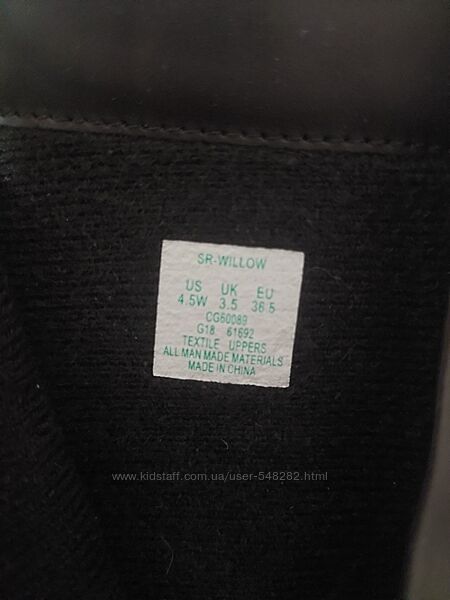 SR-WILLOW
US UK EU
4.5W 3.5 36.5
CG60089
G18 61692
TEXTILE UPPERS
ALL MAN MADE MATERIALS
MADE IN CHINA
www.kidstaff.com.ua/user-548282.html